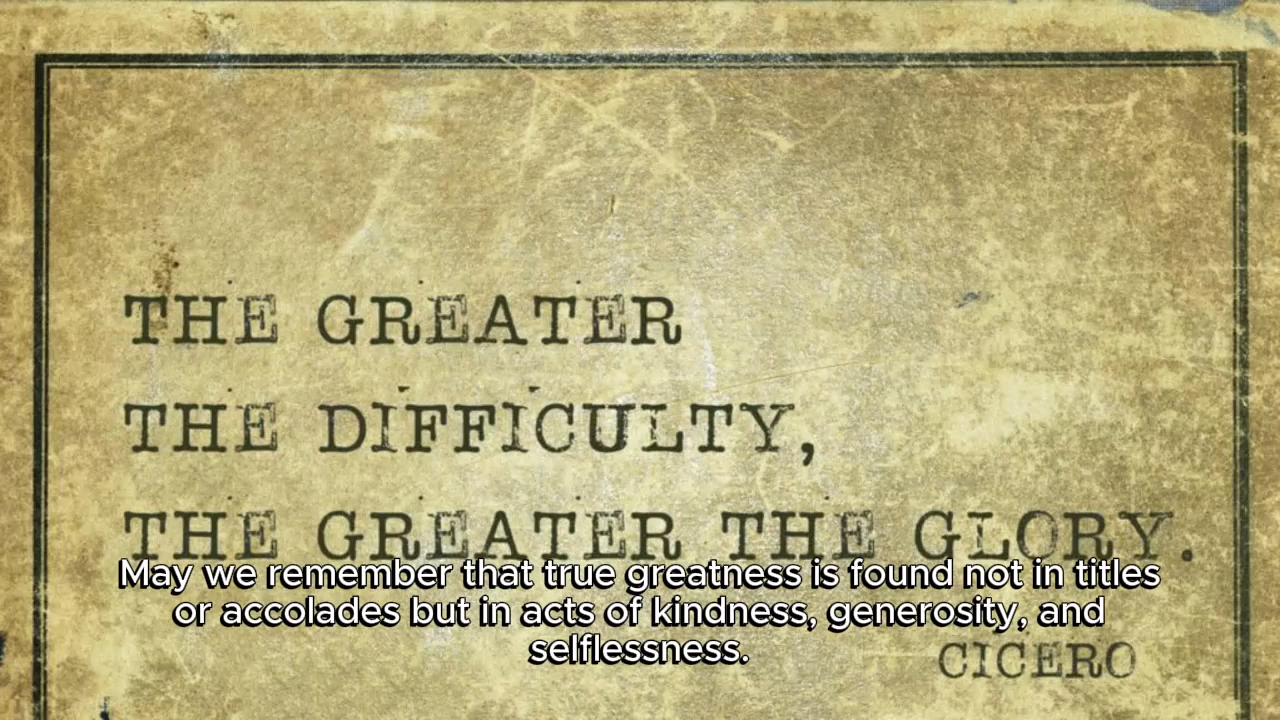 THE GREATER
THE DIFFICULTY,
THE GREATER THE GLORY.
May we remember that true greatness is found not in titles
or accolades but in acts of kindness, generosity, and
selflessness.
CICERO